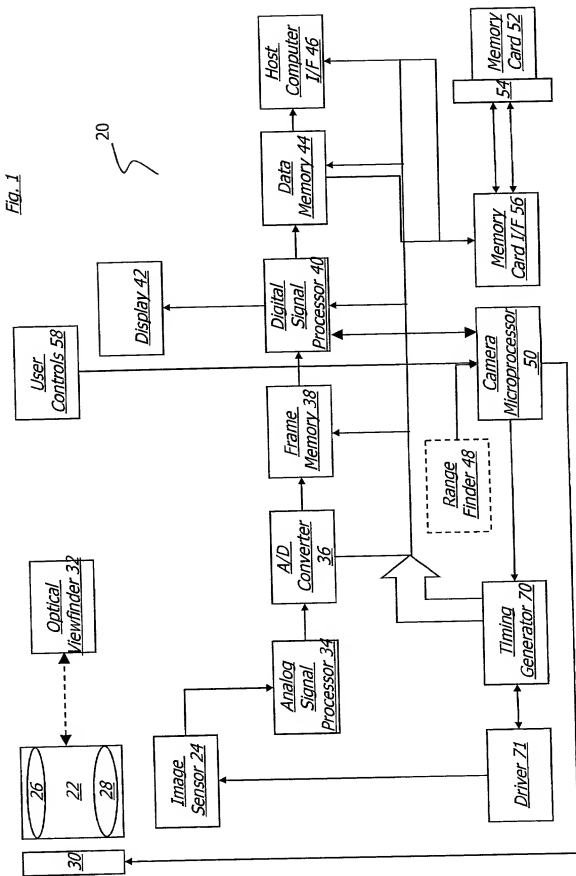 Fig. 1
20
30
26
22
28
Optical
Viewfinder 32
User
Controls 58
Display 42
Image
Sensor 24
Analog
Signal
Processor 34
A/D
Converter
36
Frame
Memory 38
Digital
Signal
Processor 40
Data
Memory 44
Host
Computer
I/F 46
Driver 71
Timing
Generator 70
Range
Finder 48
Camera
Microprocessor
50
Memory
Card I/F 56
54
Memory
Card 52